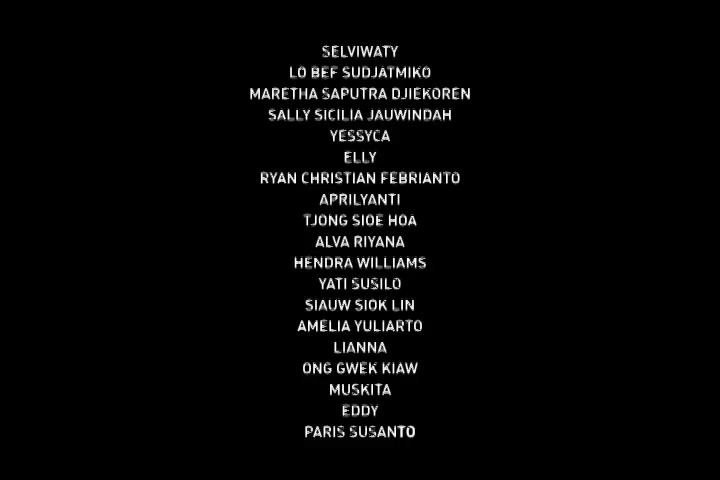 SELVIWATY
LO BEF SUDJATMIKO
MARETHA SAPUTRA DJIEKOREN
SALLY SICILIA JAUWINDAH
YESSYCA
ELLY
RYAN CHRISTIAN FEBRIANTO
APRILYANTI
TJONG SIOE HOA
ALVA RIYANA
HENDRA WILLIAMS
YATI SUSILO
SIAUW SIOK LIN
AMELIA YULIARTO
LIANNA
ONG GWEK KIAW
MUSKITA
EDDY
PARIS SUSANTO